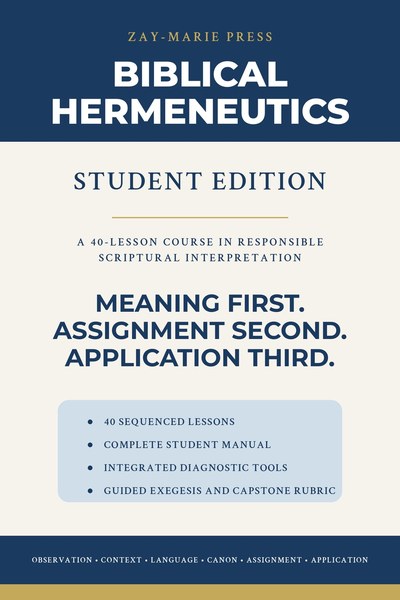 ZAY-MARIE PRESS
BIBLICAL
HERMENEUTICS
STUDENT EDITION
A 40-LESSON COURSE IN RESPONSIBLE
SCRIPTURAL INTERPRETATION
MEANING FIRST.
ASSIGNMENT SECOND.
APPLICATION THIRD.
• 40 SEQUENCED LESSONS
• COMPLETE STUDENT MANUAL
• INTEGRATED DIAGNOSTIC TOOLS
• GUIDED EXEGESIS AND CAPSTONE RUBRIC
OBSERVATION • CONTEXT • LANGUAGE • CANON • ASSIGNMENT • APPLICATION